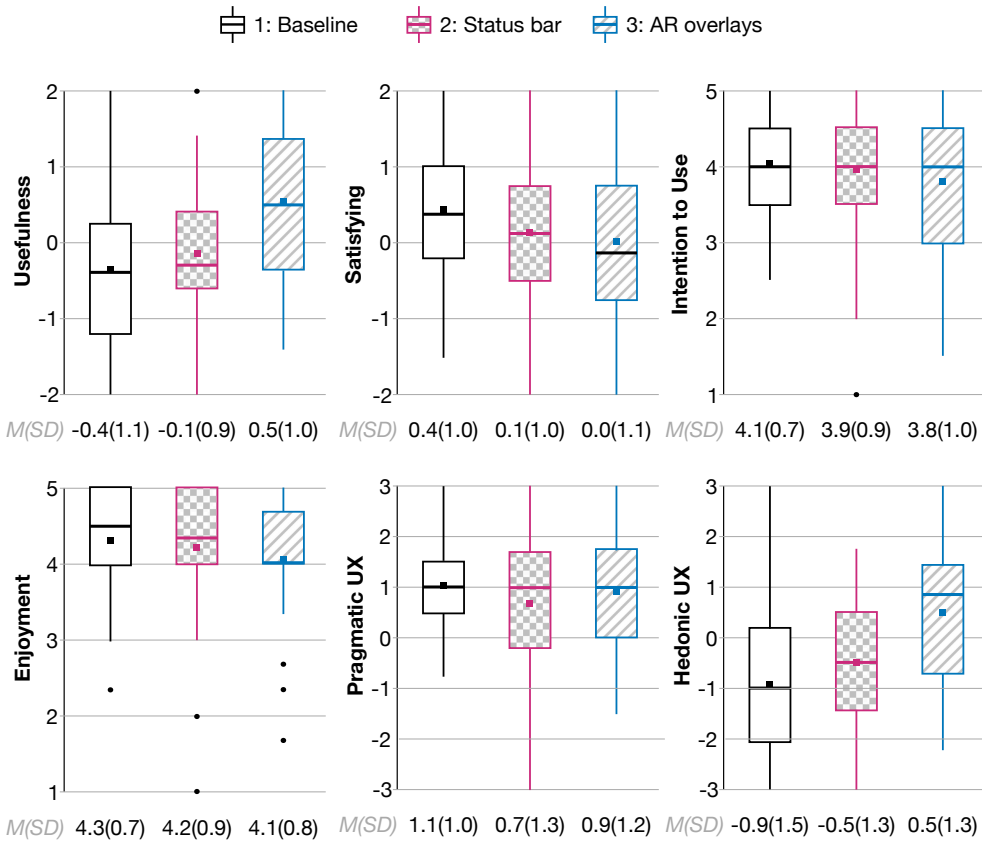 1: Baseline 2: Status bar 3: AR overlays
Usefulness
2
1
0
-1
-2
M(SD) -0.4(1.1) -0.1(0.9) 0.5(1.0)
Satisfying
2
1
0
-1
-2
M(SD) 0.4(1.0) 0.1(1.0) 0.0(1.1)
Intention to Use
5
4
3
2
1
M(SD) 4.1(0.7) 3.9(0.9) 3.8(1.0)
Enjoyment
5
4
3
2
1
M(SD) 4.3(0.7) 4.2(0.9) 4.1(0.8)
Pragmatic UX
3
2
1
0
-1
-2
-3
M(SD) 1.1(1.0) 0.7(1.3) 0.9(1.2)
Hedonic UX
3
2
1
0
-1
-2
-3
M(SD) -0.9(1.5) -0.5(1.3) 0.5(1.3)